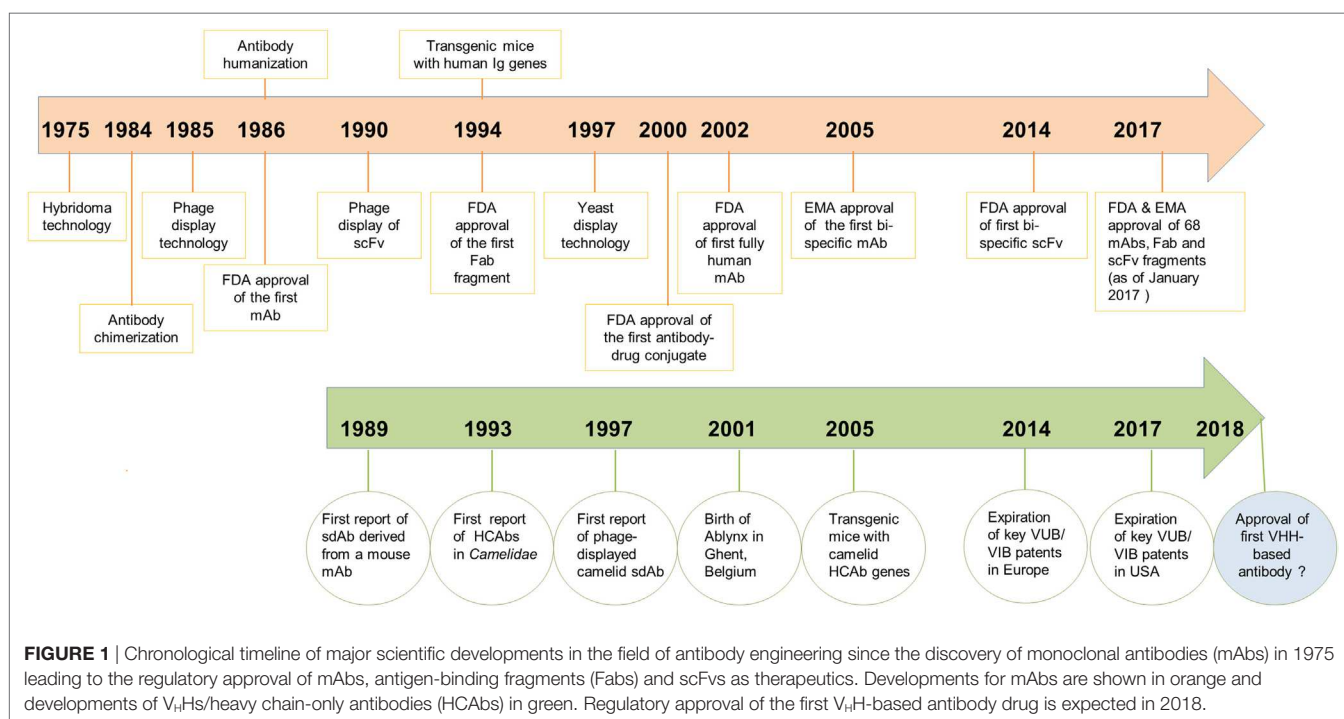 Antibody
humanization
Transgenic mice
with human Ig genes
1975 1984 1985 1986 1990 1994 1997 2000 2002 2005 2014 2017
Hybridoma
technology
Antibody
chimerization
Phage
display
technology
FDA approval
of the first
mAb
Phage
display of
scFv
FDA
approval
of the first
Fab
fragment
Yeast
display
technology
FDA approval of
the first antibody-
drug conjugate
FDA
approval
of first fully
human
mAb
EMA approval
of the first bi-
specific mAb
FDA approval
of first bi-
specific scFv
FDA & EMA
approval of 68
mAbs, Fab and
scFv fragments
(as of January
2017 )
1989 1993 1997 2001 2005 2014 2017 2018
First report of
sdAb derived
from a mouse
mAb
First report
of HCAbs
in Camelidae
First report
of phage-
displayed
camelid sdAb
Birth of
Ablynx in
Ghent,
Belgium
Transgenic
mice with
camelid
HCAb genes
Expiration
of key VUB/
VIB patents
in Europe
Expiration
of key VUB/
VIB patents
in USA
Approval of
first VHH-
based
antibody ?
FIGURE 1 | Chronological timeline of major scientific developments in the field of antibody engineering since the discovery of monoclonal antibodies (mAbs) in 1975
leading to the regulatory approval of mAbs, antigen-binding fragments (Fabs) and scFvs as therapeutics. Developments for mAbs are shown in orange and
developments of VHHs/heavy chain-only antibodies (HCAbs) in green. Regulatory approval of the first VHH-based antibody drug is expected in 2018.